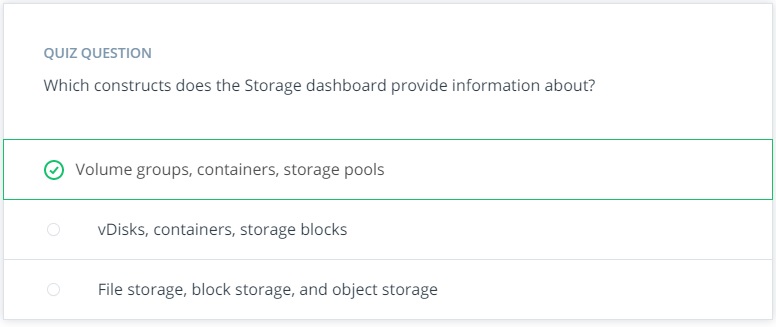 QUIZ QUESTION
Which constructs does the Storage dashboard provide information about?
Volume groups, containers, storage pools
vDisks, containers, storage blocks
File storage, block storage, and object storage